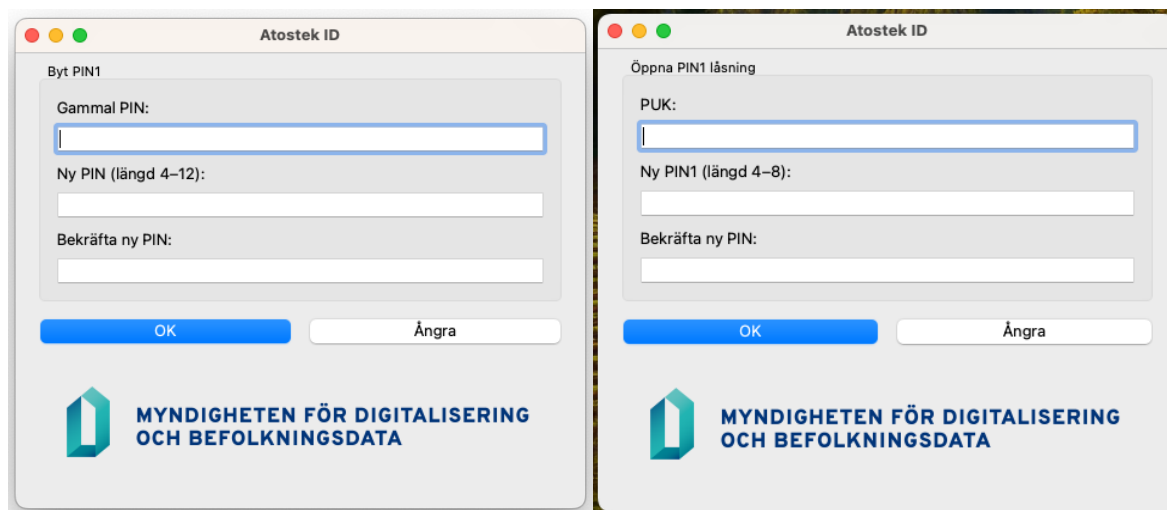 Atostek ID
Byt PIN1
Gammal PIN:
Ny PIN (längd 4–12):
Bekräfta ny PIN:
OK
Ångra
MYNDIGHETEN FÖR DIGITALISERING
OCH BEFOLKNINGSDATA
Atostek ID
Öppna PIN1 låsning
PUK:
Ny PIN1 (längd 4–8):
Bekräfta ny PIN:
OK
Ångra
MYNDIGHETEN FÖR DIGITALISERING
OCH BEFOLKNINGSDATA